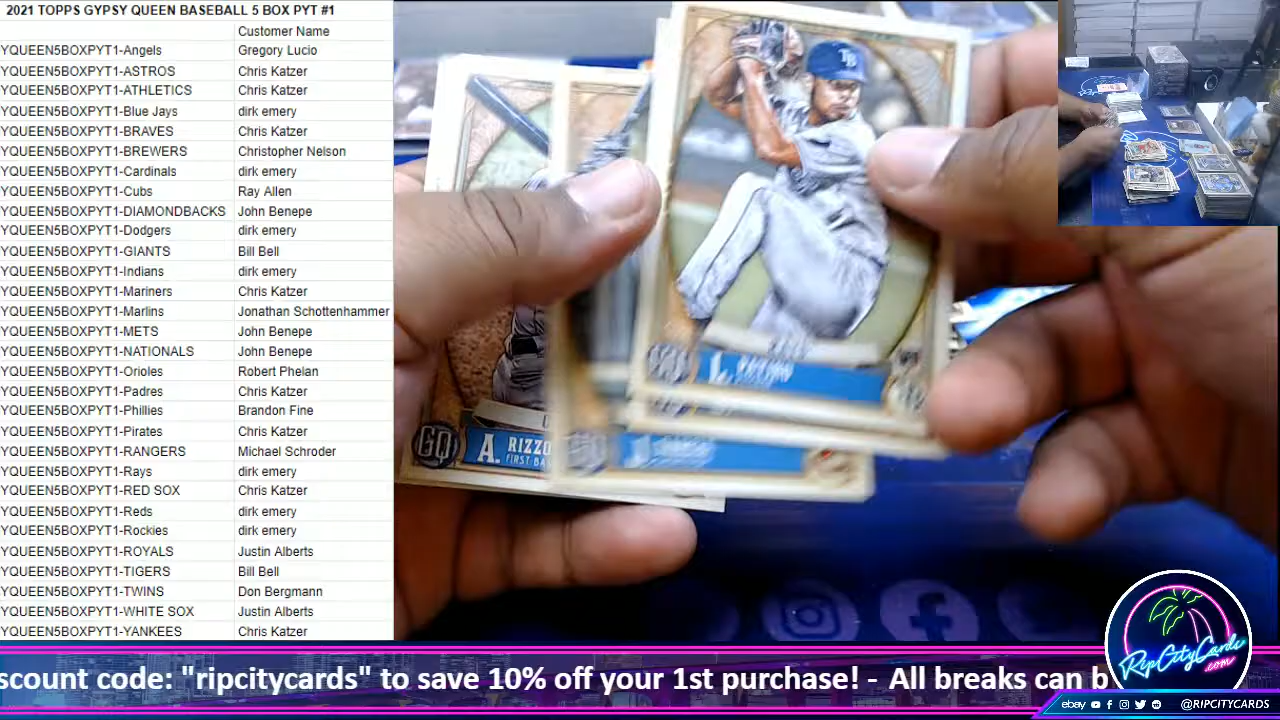 2021 TOPPS GYPSY QUEEN BASEBALL 5 BOX PYT #1
Customer Name
YQUEEN5BOXPYT1-Angels Gregory Lucio
YQUEEN5BOXPYT1-ASTROS Chris Katzer
YQUEEN5BOXPYT1-ATHLETICS Chris Katzer
YQUEEN5BOXPYT1-Blue Jays dirk emery
YQUEEN5BOXPYT1-BRAVES Chris Katzer
YQUEEN5BOXPYT1-BREWERS Christopher Nelson
YQUEEN5BOXPYT1-Cardinals dirk emery
YQUEEN5BOXPYT1-Cubs Ray Allen
YQUEEN5BOXPYT1-DIAMONDBACKS John Benepe
YQUEEN5BOXPYT1-Dodgers dirk emery
YQUEEN5BOXPYT1-GIANTS Bill Bell
YQUEEN5BOXPYT1-Indians dirk emery
YQUEEN5BOXPYT1-Mariners Chris Katzer
YQUEEN5BOXPYT1-Marlins Jonathan Schottenhammer
YQUEEN5BOXPYT1-METS John Benepe
YQUEEN5BOXPYT1-NATIONALS John Benepe
YQUEEN5BOXPYT1-Orioles Robert Phelan
YQUEEN5BOXPYT1-Padres Chris Katzer
YQUEEN5BOXPYT1-Phillies Brandon Fine
YQUEEN5BOXPYT1-Pirates Chris Katzer
YQUEEN5BOXPYT1-RANGERS Michael Schroder
YQUEEN5BOXPYT1-Rays dirk emery
YQUEEN5BOXPYT1-RED SOX Chris Katzer
YQUEEN5BOXPYT1-Reds dirk emery
YQUEEN5BOXPYT1-Rockies dirk emery
YQUEEN5BOXPYT1-ROYALS Justin Alberts
YQUEEN5BOXPYT1-TIGERS Bill Bell
YQUEEN5BOXPYT1-TWINS Don Bergmann
YQUEEN5BOXPYT1-WHITE SOX Justin Alberts
YQUEEN5BOXPYT1-YANKEES Chris Katzer
TB
GQ A. RIZZO
FIRST BAS
scount code: "ripcitycards" to save 10% off your 1st purchase! - All breaks can b
RipCityCards
.com
ebay @RIPCITYCARDS